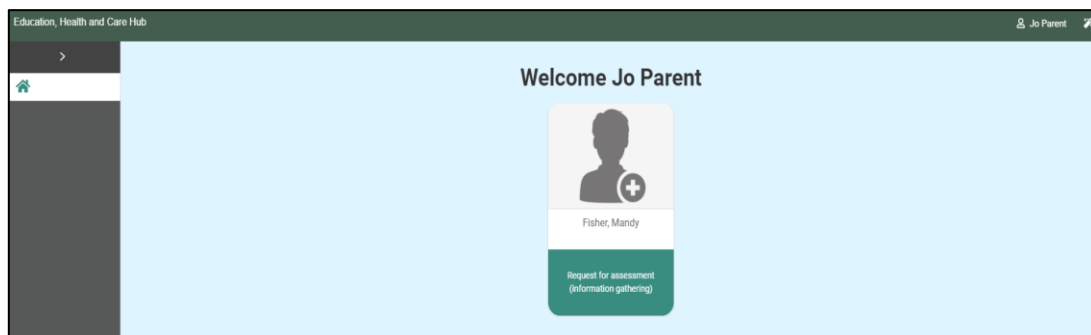 Education, Health and Care Hub
Jo Parent
Welcome Jo Parent
Fisher, Mandy
Request for assessment
(information gathering)